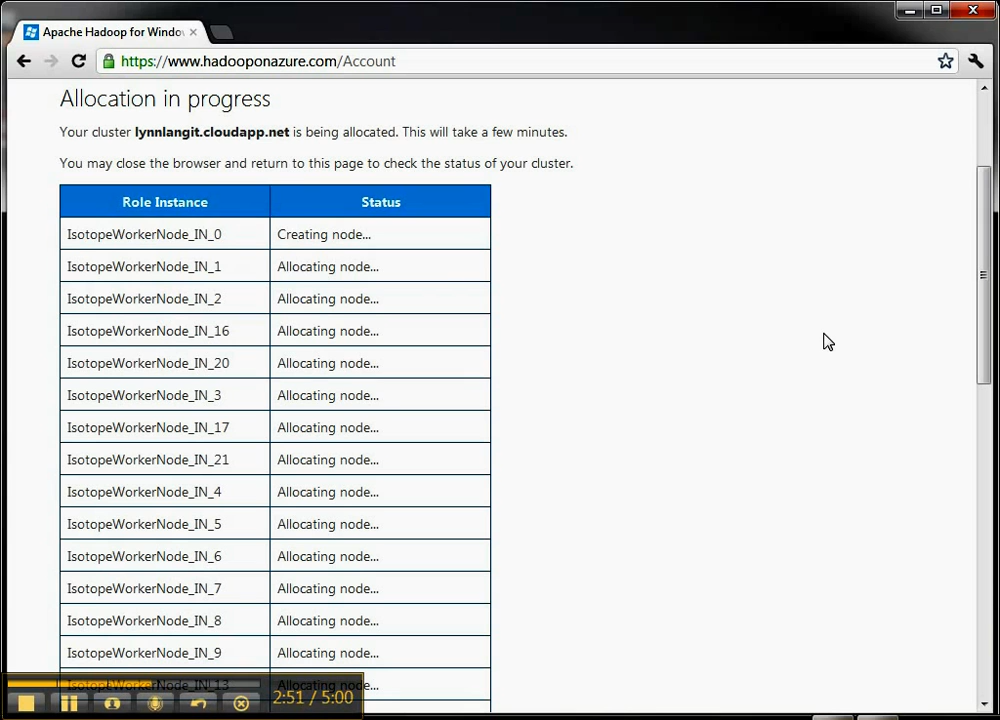 Apache Hadoop for Windo
https://www.hadooponazure.com/Account
Allocation in progress
Your cluster lynnlangit.cloudapp.net is being allocated. This will take a few minutes.
You may close the browser and return to this page to check the status of your cluster.
Role Instance Status
IsotopeWorkerNode_IN_0 Creating node...
IsotopeWorkerNode_IN_1 Allocating node...
IsotopeWorkerNode_IN_2 Allocating node...
IsotopeWorkerNode_IN_16 Allocating node...
IsotopeWorkerNode_IN_20 Allocating node...
IsotopeWorkerNode_IN_3 Allocating node...
IsotopeWorkerNode_IN_17 Allocating node...
IsotopeWorkerNode_IN_21 Allocating node...
IsotopeWorkerNode_IN_4 Allocating node...
IsotopeWorkerNode_IN_5 Allocating node...
IsotopeWorkerNode_IN_6 Allocating node...
IsotopeWorkerNode_IN_7 Allocating node...
IsotopeWorkerNode_IN_8 Allocating node...
IsotopeWorkerNode_IN_9 Allocating node...
IsotopeWorkerNode_IN_13 Allocating node...
2:51 / 5:00